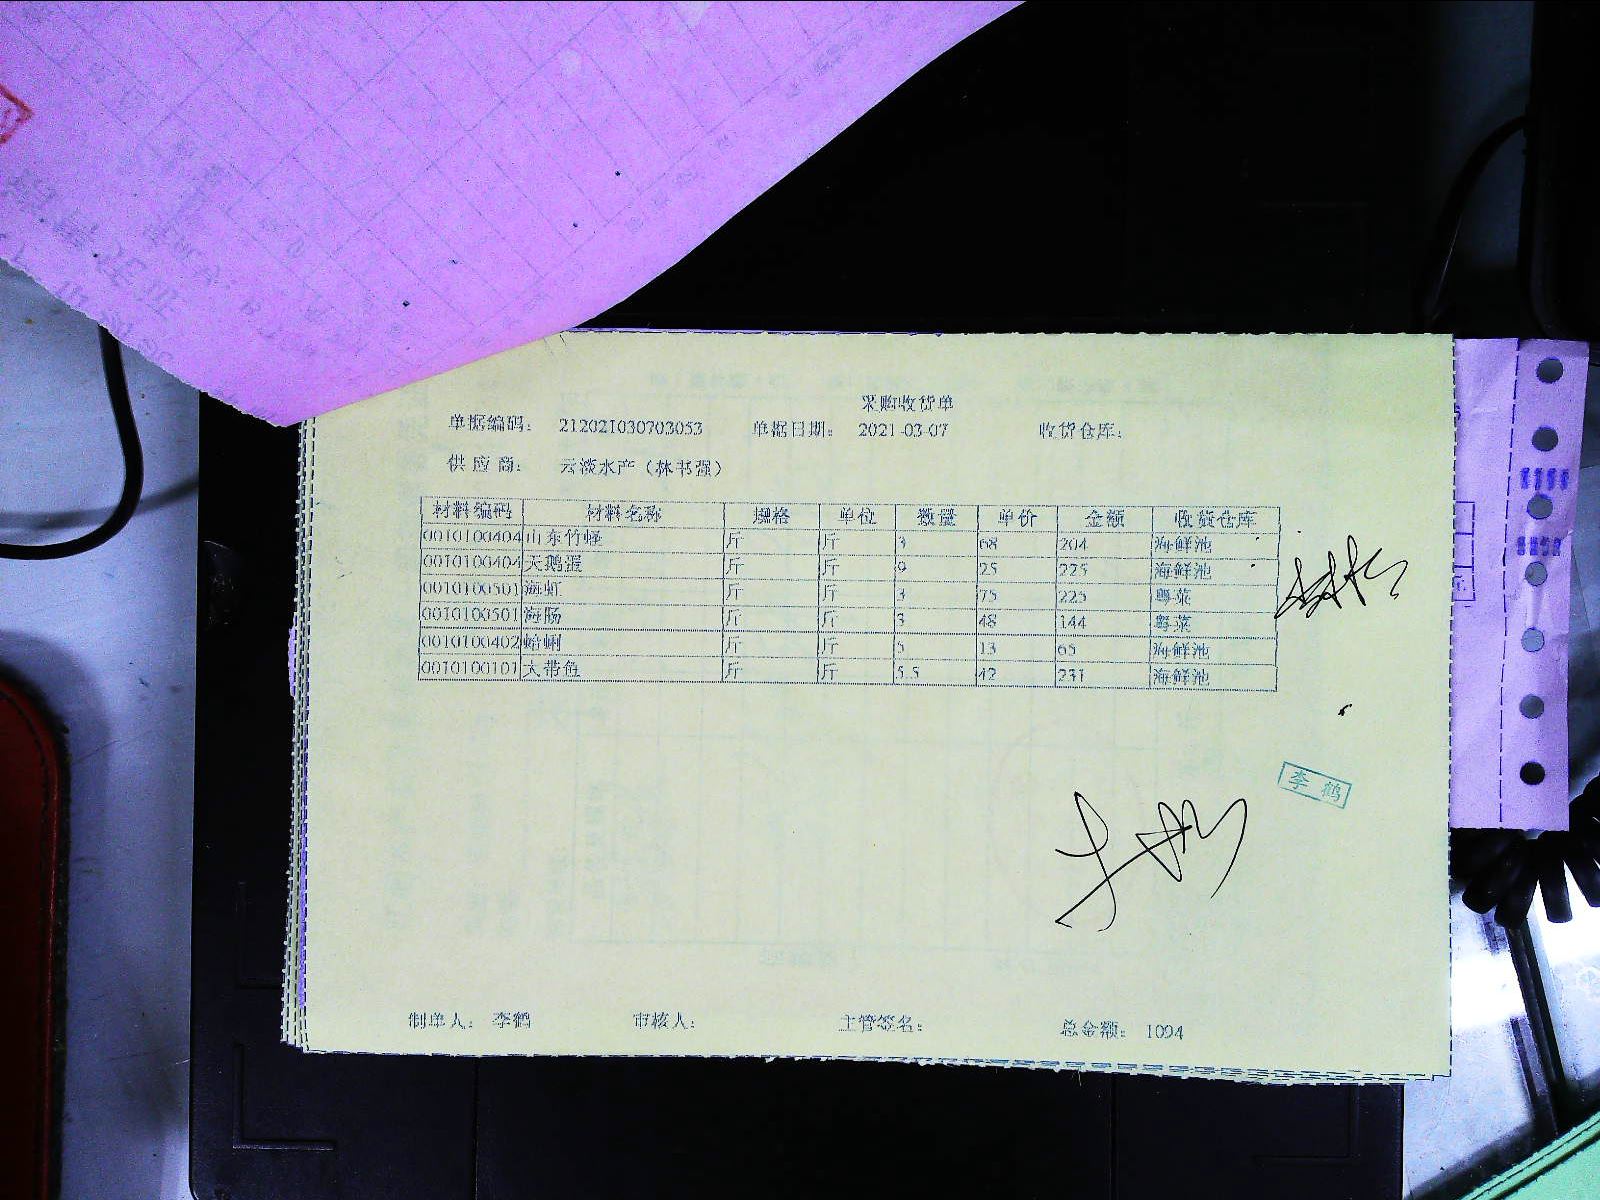 采购收货单
单据编码： 212021030703053 单据日期： 2021-03-07 收货仓库：
供应商： 云淡水产（林书强）
材料编码 材料名称 规格 单位 数量 单价 金额 收货仓库
0010100404 山东竹蛏 斤 斤 3 68 204 海鲜池
0010100404 天鹅蛋 斤 斤 9 25 225 海鲜池
0010100501 海虹 斤 斤 3 75 225 粤菜
0010100501 海肠 斤 斤 3 48 144 粤菜
0010100402 蛤蜊 斤 斤 5 13 65 海鲜池
0010100101 大带鱼 斤 斤 5.5 42 231 海鲜池
李鹤
制单人： 李鹤 审核人： 主管签名： 总金额： 1094